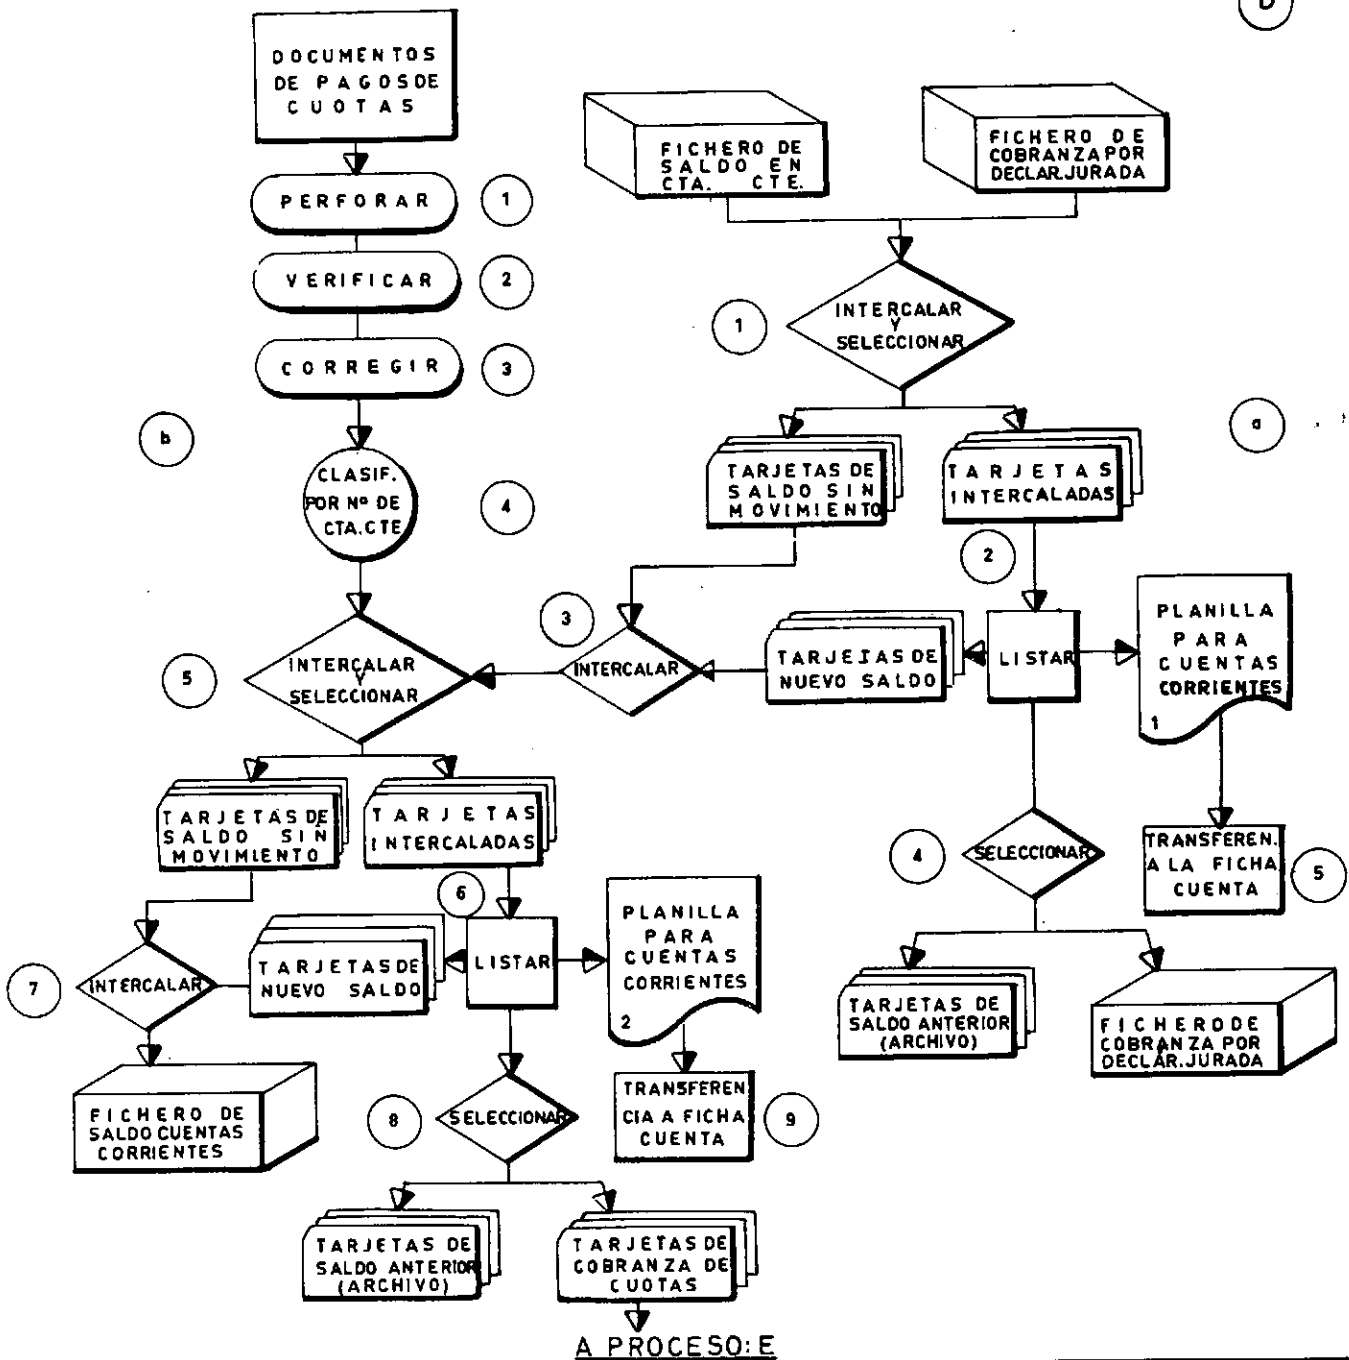 D
DOCUMENTOS
DE PAGOS DE
CUOTAS
PERFORAR
1
VERIFICAR
2
CORREGIR
3
b
CLASIF.
POR Nº DE
CTA.CTE
4
FICHERO DE
SALDO EN
CTA. CTE.
FICHERO DE
COBRANZA POR
DECLAR.JURADA
1
INTERCALAR
Y
SELECCIONAR
a
TARJETAS DE
SALDO SIN
MOVIMIENTO
TARJETAS
INTERCALADAS
2
3
INTERCALAR
TARJETAS DE
NUEVO SALDO
LISTAR
PLANILLA
PARA
CUENTAS
CORRIENTES
1
5
INTERCALAR
Y
SELECCIONAR
4
SELECCIONAR
TRANSFEREN.
A LA FICHA
CUENTA
5
TARJETAS DE
SALDO SIN
MOVIMIENTO
TARJETAS
INTERCALADAS
6
7
INTERCALAR
TARJETAS DE
NUEVO SALDO
LISTAR
PLANILLA
PARA
CUENTAS
CORRIENTES
2
TARJETAS DE
SALDO ANTERIOR
(ARCHIVO)
FICHERO DE
COBRANZA POR
DECLAR.JURADA
FICHERO DE
SALDO CUENTAS
CORRIENTES
8
SELECCIONAR
TRANSFEREN
CIA A FICHA
CUENTA
9
TARJETAS DE
SALDO ANTERIOR
(ARCHIVO)
TARJETAS DE
COBRANZA DE
CUOTAS
A PROCESO: E